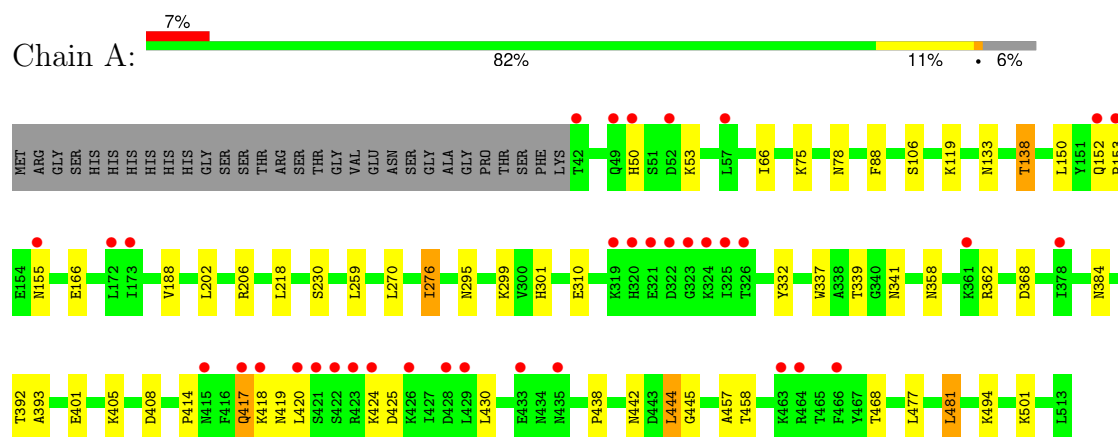 7%
Chain A:
82% 11% • 6%
MET ARG GLY SER HIS HIS HIS HIS HIS HIS HIS GLY SER SER THR ARG SER THR GLY VAL GLU ASN SER GLY ALA GLY PRO THR SER PHE LYS T42 Q49 H50 S51 D52 K53 L57 I66 K75 N78 F88 S106 K119 N133 T138 L150 Y151 Q152 P153
E154 N155 E166 L172 I173 V188 L202 R206 L218 S230 L259 L270 I276 N295 K299 V300 H301 E310 K319 H320 E321 D322 G323 K324 I325 T326 Y332 W337 A338 T339 G340 N341 N358 K361 R362 D368 I378 N384
T392 A393 E401 K405 D408 P414 N415 F416 Q417 K418 N419 L420 S421 S422 R423 K424 D425 K426 I427 D428 L429 L430 E433 N434 N435 P438 N442 D443 L444 G445 A457 T458 K463 R464 T465 F466 Y467 T468 L477 L481 K494 K501 L513